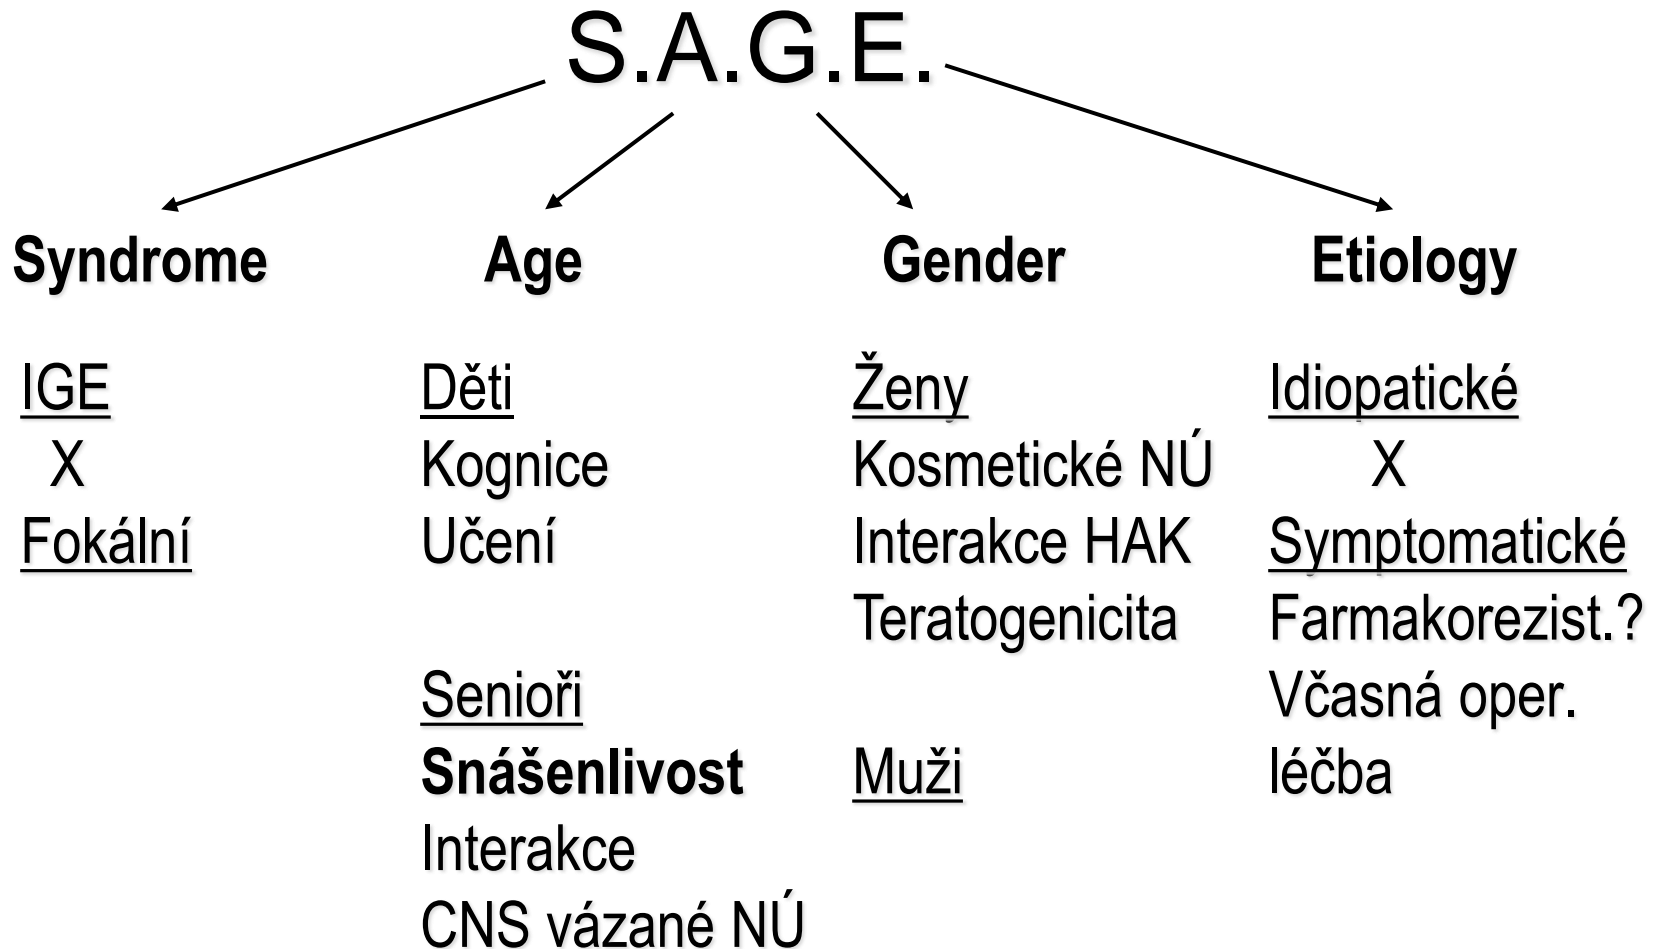 S.A.G.E.
Syndrome
Age
Gender
Etiology
IGE
X
Fokální
Děti
Kognice
Učení
Senioři
Snášenlivost
Interakce
CNS vázané NÚ
Ženy
Kosmetické NÚ
Interakce HAK
Teratogenicita
Muži
Idiopatické
X
Symptomatické
Farmakorezist.?
Včasná oper.
léčba